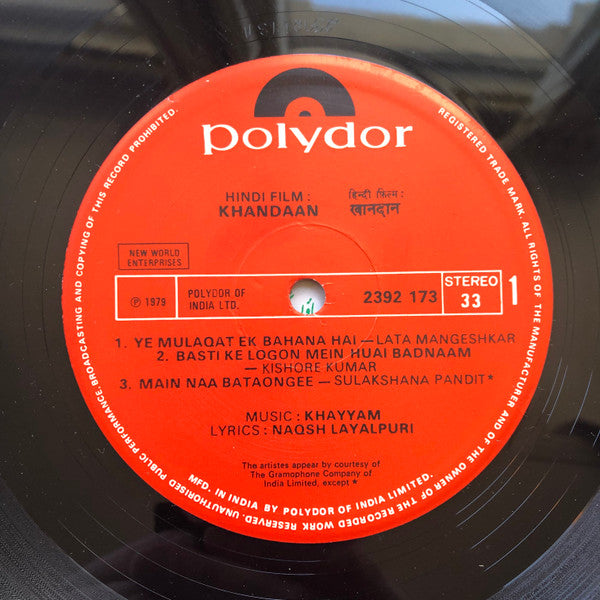 polydor
HINDI FILM :
KHANDAAN
हिन्दी फ़िल्म :
खानदान
NEW WORLD
ENTERPRISES
℗ 1979
POLYDOR OF
INDIA LTD.
2392 173
STEREO
33
1
1. YE MULAQAT EK BAHANA HAI — LATA MANGESHKAR
2. BASTI KE LOGON MEIN HUAI BADNAAM
— KISHORE KUMAR
3. MAIN NAA BATAONGEE — SULAKSHANA PANDIT*
MUSIC : KHAYYAM
LYRICS : NAQSH LAYALPURI
The artistes appear by courtesy of
The Gramophone Company of
India Limited, except *
MFD. IN INDIA BY POLYDOR OF INDIA LIMITED.
REGISTERED TRADE MARK. ALL RIGHTS OF THE MANUFACTURER AND OF THE OWNER OF THE RECORDED WORK RESERVED. UNAUTHORISED PUBLIC PERFORMANCE, BROADCASTING AND COPYING OF THIS RECORD PROHIBITED.